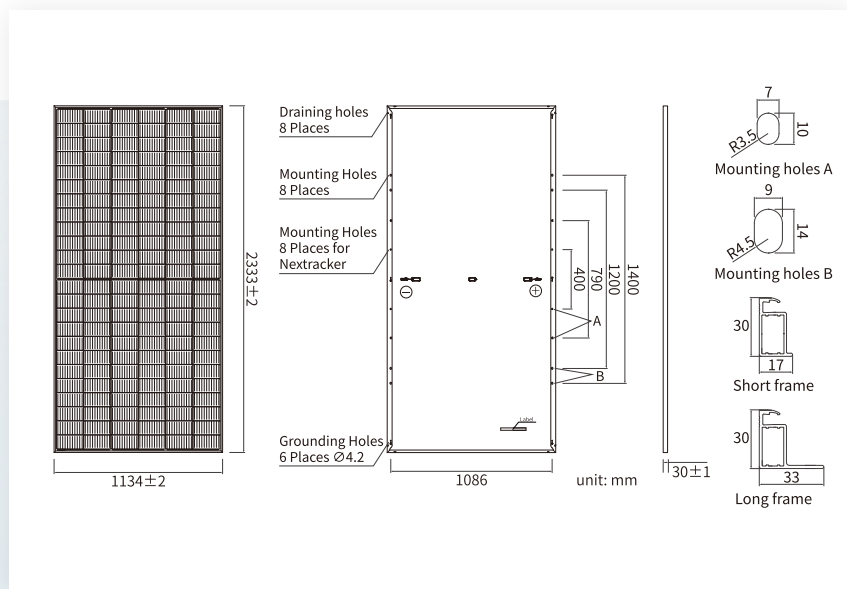 Draining holes
8 Places
Mounting Holes
8 Places
Mounting Holes
8 Places for
Nextracker
Grounding Holes
6 Places ∅4.2
2333±2
1134±2
400
790
1200
1400
A
B
Label
1086
unit: mm
30±1
7
10
R3.5
Mounting holes A
9
14
R4.5
Mounting holes B
30
17
Short frame
30
33
Long frame